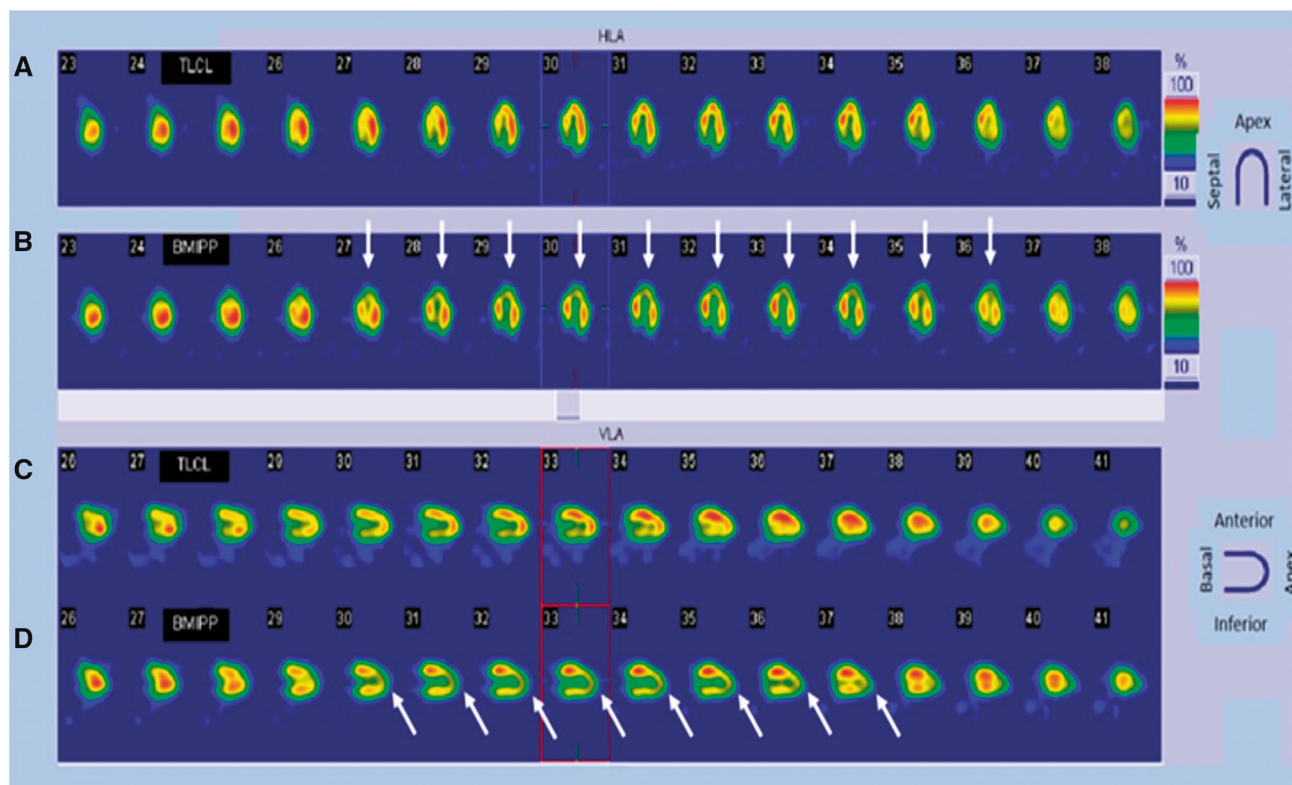 HLA
A
23 24 TLCL 26 27 28 29 30 31 32 33 34 35 36 37 38
%
100
10
Apex
Septal
Lateral
B
23 24 BMIPP 26 27 28 29 30 31 32 33 34 35 36 37 38
%
100
10
VLA
C
26 27 TLCL 29 30 31 32 33 34 35 36 37 38 39 40 41
Anterior
Basal
Apex
Inferior
D
26 27 BMIPP 29 30 31 32 33 34 35 36 37 38 39 40 41